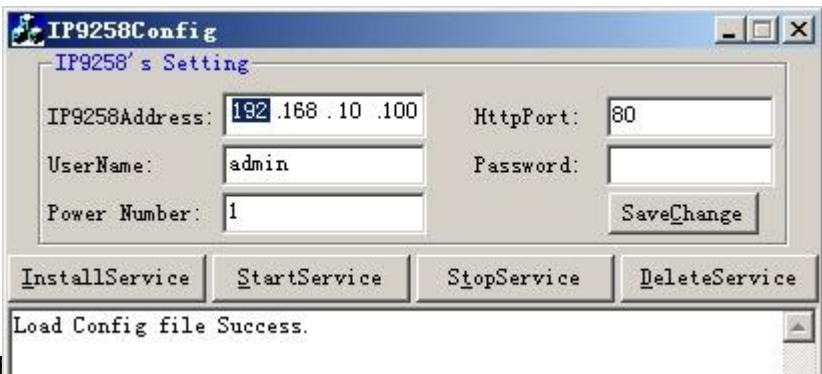 IP9258Config
IP9258's Setting
IP9258Address: 192 .168 . 10 .100 HttpPort: 80
UserName: admin Password:
Power Number: 1 SaveChange
InstallService StartService StopService DeleteService
Load Config file Success.